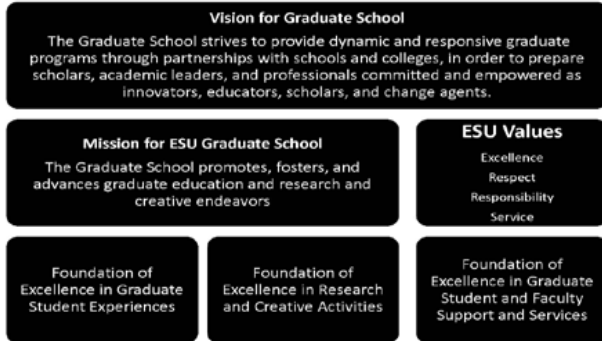 Vision for Graduate School
The Graduate School strives to provide dynamic and responsive graduate
programs through partnerships with schools and colleges, in order to prepare
scholars, academic leaders, and professionals committed and empowered as
innovators, educators, scholars, and change agents.
Mission for ESU Graduate School
The Graduate School promotes, fosters, and
advances graduate education and research and
creative endeavors
ESU Values
Excellence
Respect
Responsibility
Service
Foundation of
Excellence in Graduate
Student Experiences
Foundation of
Excellence in Research
and Creative Activities
Foundation of
Excellence in Graduate
Student and Faculty
Support and Services